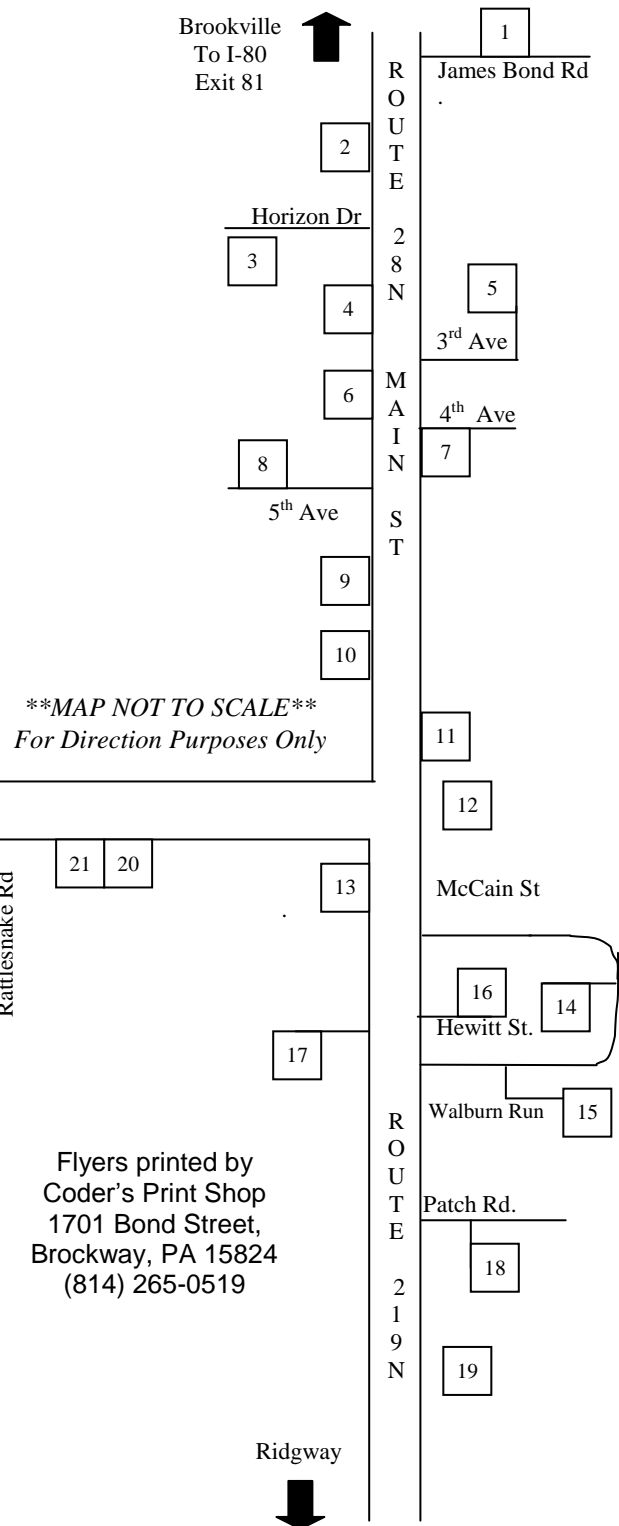 Brookville
To I-80
Exit 81
1
James Bond Rd
.
ROUTE 28N MAIN ST
2
Horizon Dr
3
5
4
3rd Ave
6
4th Ave
7
8
5th Ave
9
10
**MAP NOT TO SCALE**
For Direction Purposes Only
11
12
21
20
13
McCain St
Rattlesnake Rd
.
16
14
Hewitt St.
17
Walburn Run
15
ROUTE 219N
Flyers printed by
Coder's Print Shop
1701 Bond Street,
Brockway, PA 15824
(814) 265-0519
Patch Rd.
18
19
Ridgway